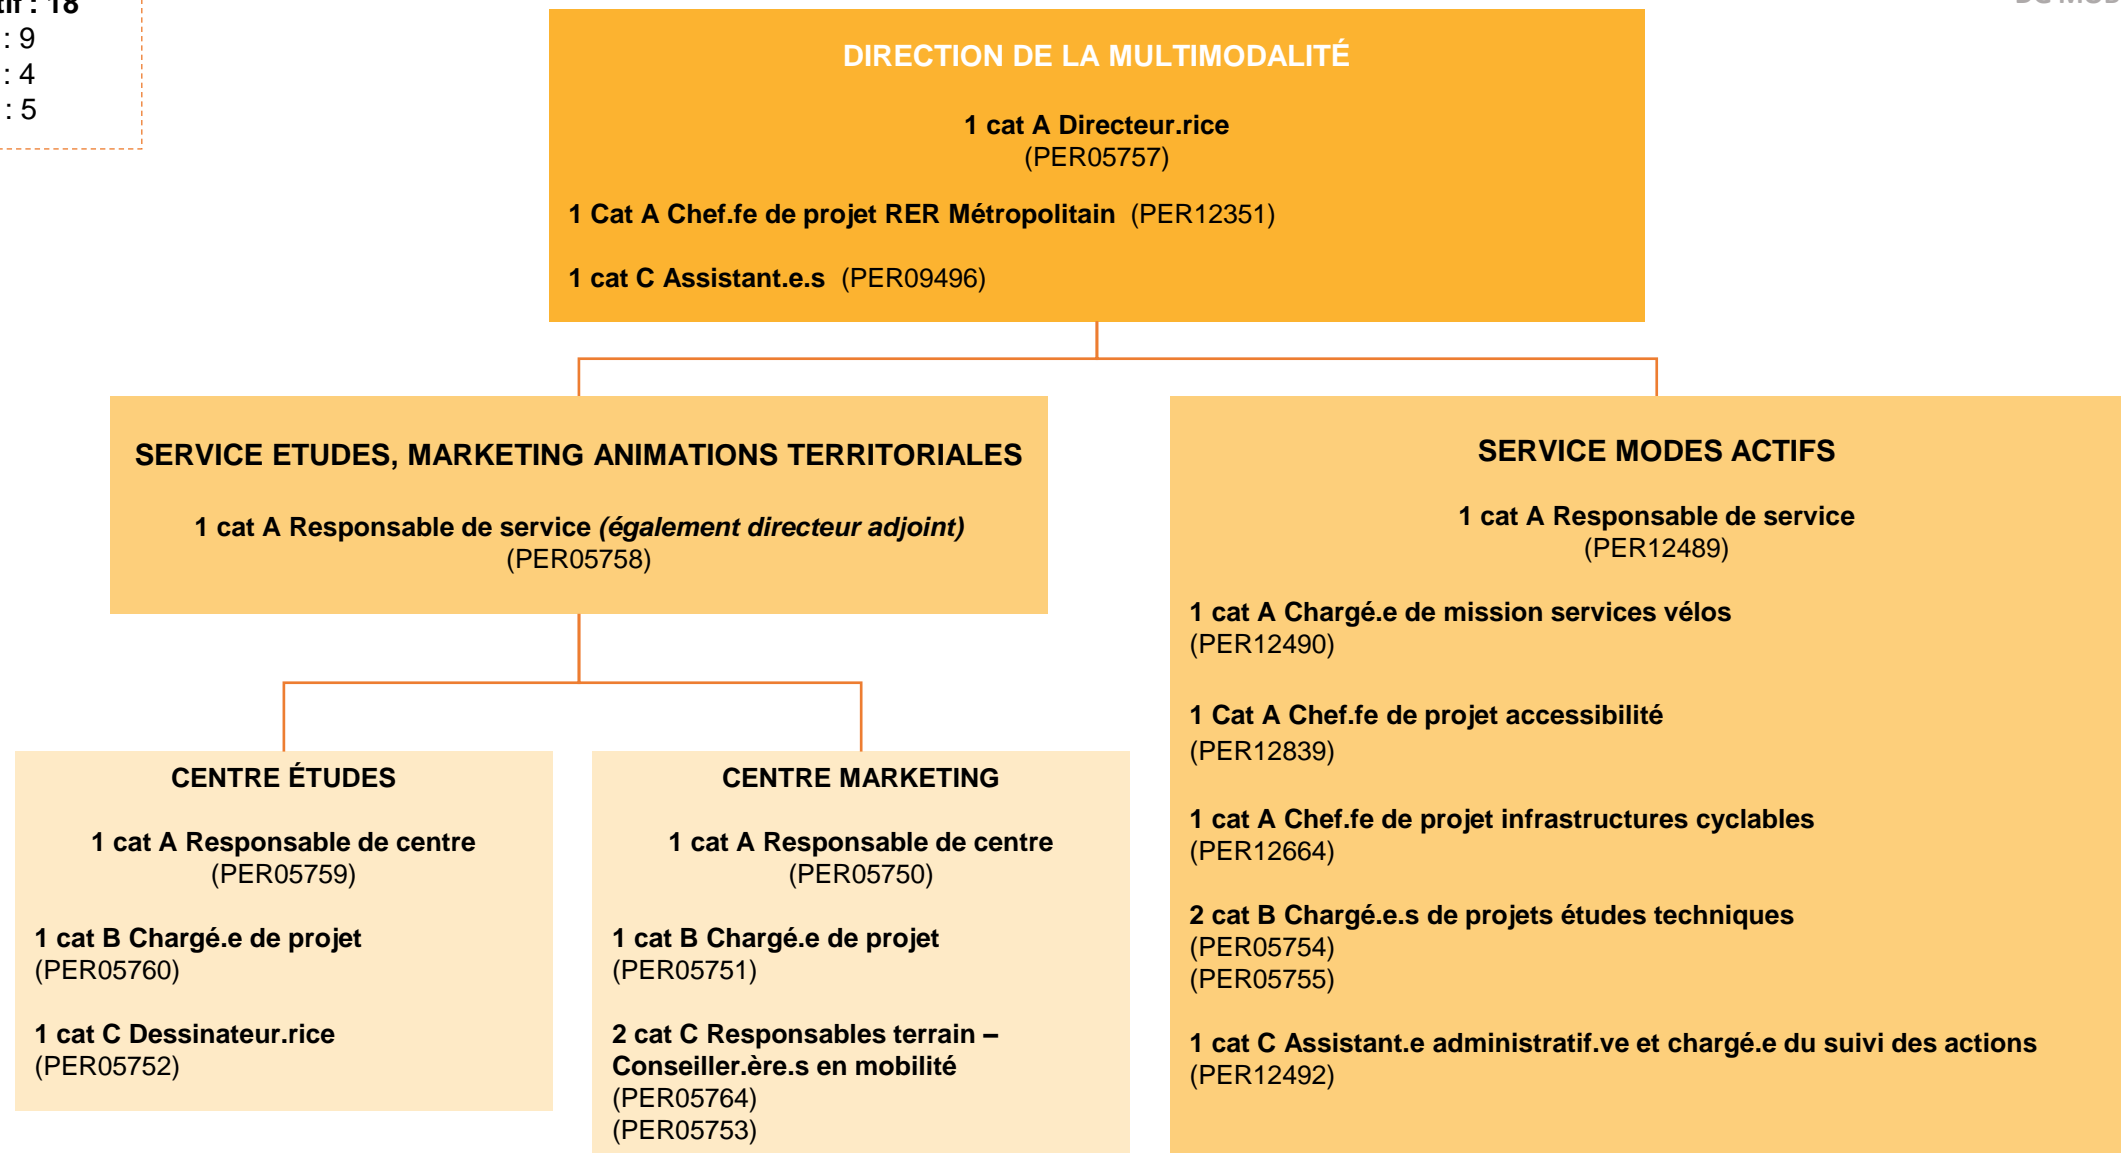 : 18
: 9
: 4
: 5
DIRECTION DE LA MULTIMODALITÉ
1 cat A Directeur.rice
(PER05757)
1 Cat A Chef.fe de projet RER Métropolitain (PER12351)
1 cat C Assistant.e.s (PER09496)
SERVICE ETUDES, MARKETING ANIMATIONS TERRITORIALES
1 cat A Responsable de service (également directeur adjoint)
(PER05758)
CENTRE ÉTUDES
1 cat A Responsable de centre
(PER05759)
1 cat B Chargé.e de projet
(PER05760)
1 cat C Dessinateur.rice
(PER05752)
CENTRE MARKETING
1 cat A Responsable de centre
(PER05750)
1 cat B Chargé.e de projet
(PER05751)
2 cat C Responsables terrain –
Conseiller.ère.s en mobilité
(PER05764)
(PER05753)
SERVICE MODES ACTIFS
1 cat A Responsable de service
(PER12489)
1 cat A Chargé.e de mission services vélos
(PER12490)
1 Cat A Chef.fe de projet accessibilité
(PER12839)
1 cat A Chef.fe de projet infrastructures cyclables
(PER12664)
2 cat B Chargé.e.s de projets études techniques
(PER05754)
(PER05755)
1 cat C Assistant.e administratif.ve et chargé.e du suivi des actions
(PER12492)